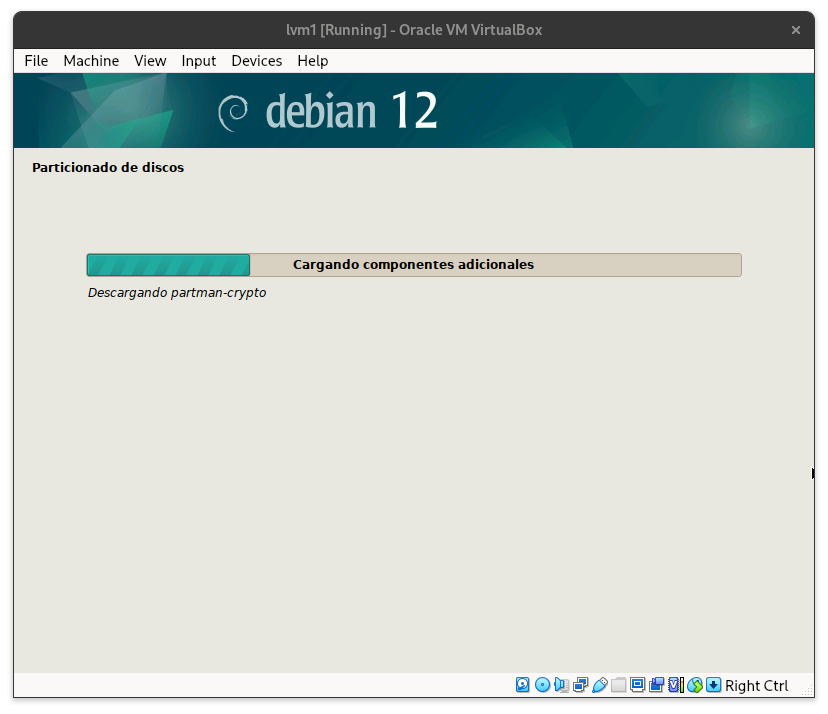 lvm1 [Running] - Oracle VM VirtualBox
File Machine View Input Devices Help
debian 12
Particionado de discos
Cargando componentes adicionales
Descargando partman-crypto
Right Ctrl